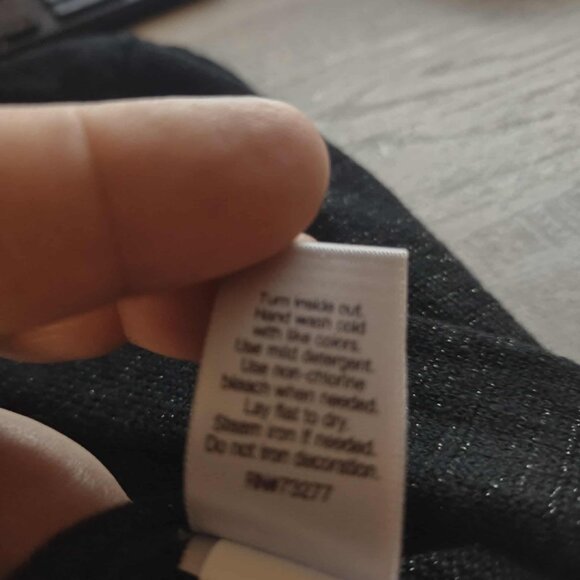 Turn inside out.
Hand wash cold
with like colors.
Use mild detergent.
Use non-chlorine
bleach when needed.
Lay flat to dry.
Steam iron if needed.
Do not iron decoration.
RN#73277